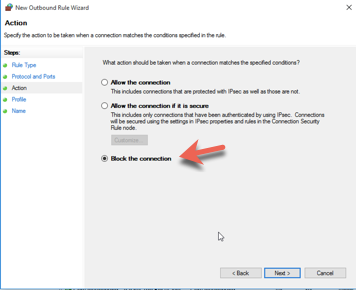 New Outbound Rule Wizard
Action
Specify the action to be taken when a connection matches the conditions specified in the rule.
Steps:
Rule Type
Protocol and Ports
Action
Profile
Name
What action should be taken when a connection matches the specified conditions?
Allow the connection
This includes connections that are protected with IPsec as well as those are not.
Allow the connection if it is secure
This includes only connections that have been authenticated by using IPsec. Connections
will be secured using the settings in IPsec properties and rules in the Connection Security
Rule node.
Customize...
Block the connection
< Back
Next >
Cancel